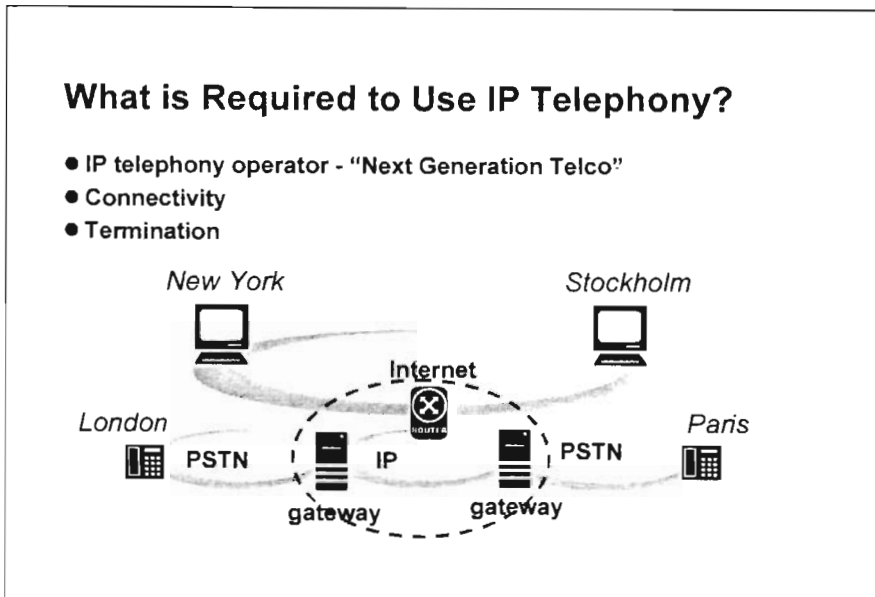 What is Required to Use IP Telephony?
● IP telephony operator - “Next Generation Telco”
● Connectivity
● Termination
New York
Stockholm
Internet
ROUTER
London
Paris
PSTN
IP
PSTN
gateway
gateway